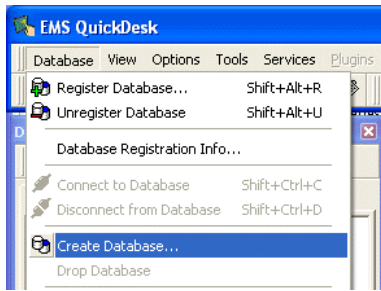 EMS QuickDesk
Database View Options Tools Services Plugins
Register Database... Shift+Alt+R
Unregister Database Shift+Alt+U
D
Database Registration Info...
Connect to Database Shift+Ctrl+C
Disconnect from Database Shift+Ctrl+D
Create Database...
Drop Database